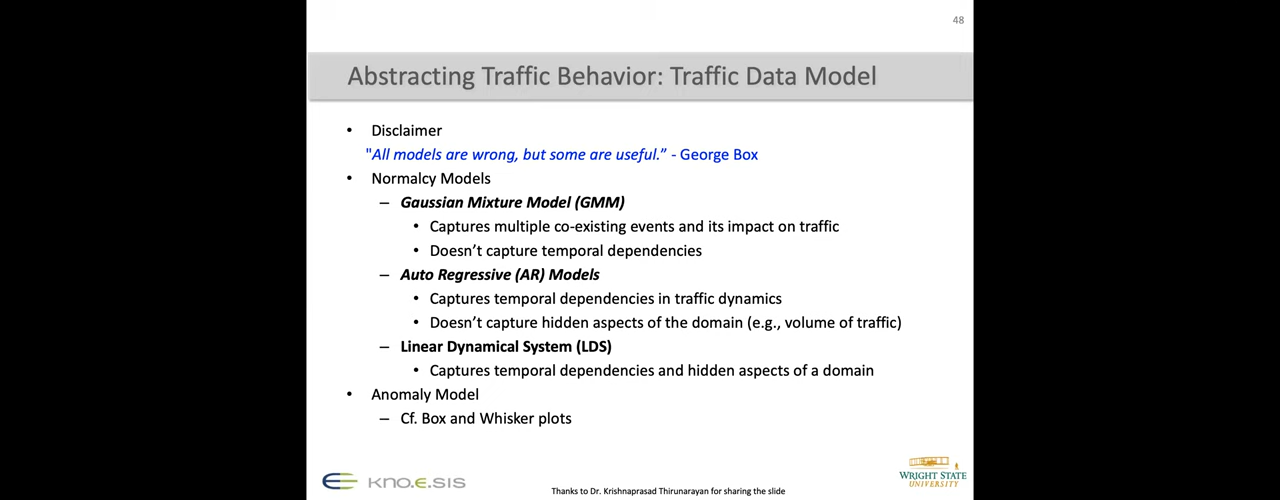 48
Abstracting Traffic Behavior: Traffic Data Model
• Disclaimer
"All models are wrong, but some are useful.” - George Box
• Normalcy Models
– Gaussian Mixture Model (GMM)
• Captures multiple co-existing events and its impact on traffic
• Doesn’t capture temporal dependencies
– Auto Regressive (AR) Models
• Captures temporal dependencies in traffic dynamics
• Doesn’t capture hidden aspects of the domain (e.g., volume of traffic)
– Linear Dynamical System (LDS)
• Captures temporal dependencies and hidden aspects of a domain
• Anomaly Model
– Cf. Box and Whisker plots
kno.e.sis
Thanks to Dr. Krishnaprasad Thirunarayan for sharing the slide
WRIGHT STATE
UNIVERSITY